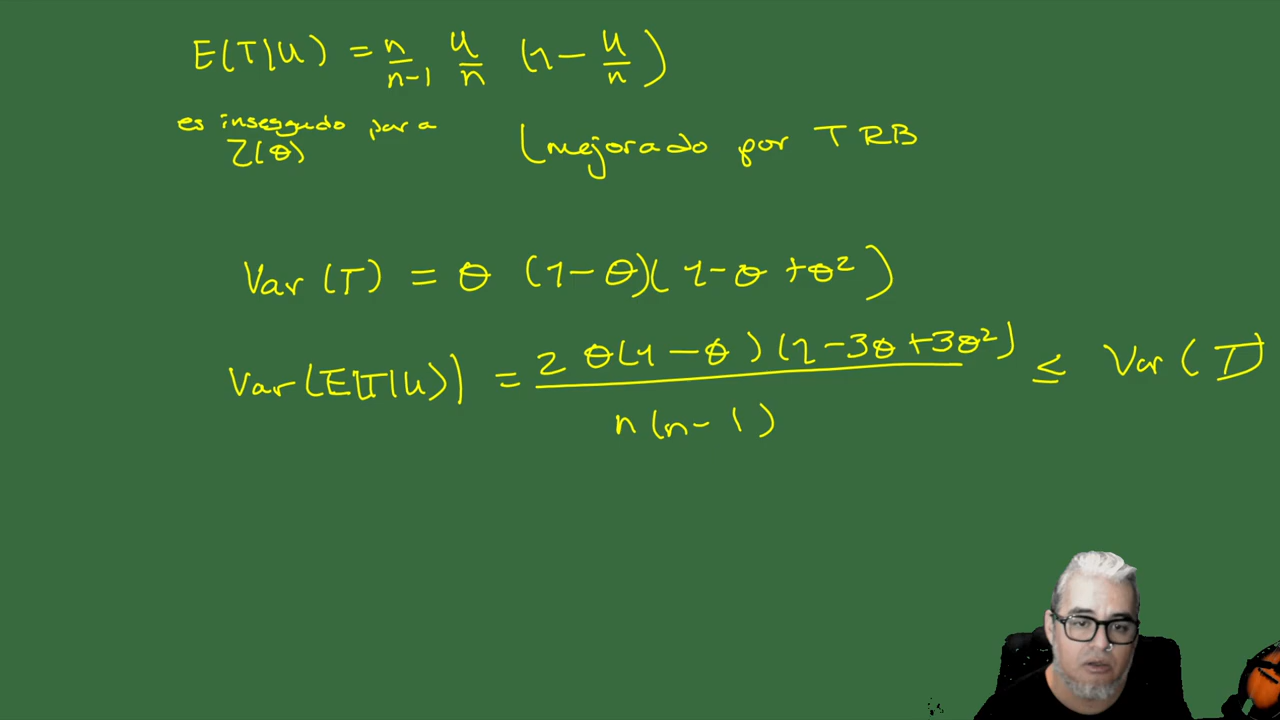 E(T|U) = n/(n-1) u/n (1 - u/n)
es insesgado para
τ(θ)
(mejorado por TRB
Var(T) = θ(1-θ)(1-θ+θ²)
Var(E(T|U)) = 2θ(1-θ)(1-3θ+3θ²)/(n(n-1)) ≤ Var(T)